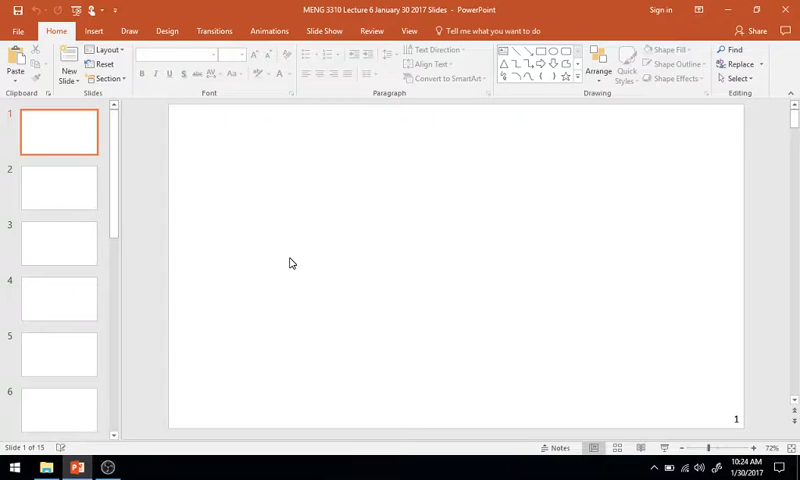 MENG 3310 Lecture 6 January 30 2017 Slides - PowerPoint
Sign in
File Home Insert Draw Design Transitions Animations Slide Show Review View Tell me what you want to do Share
Paste
Clipboard
New Slide
Layout
Reset
Section
Slides
B I U S abc AV Aa A
Font
Text Direction
Align Text
Convert to SmartArt
Paragraph
Arrange
Quick Styles
Shape Fill
Shape Outline
Shape Effects
Drawing
Find
Replace
Select
Editing
1
2
3
4
5
6
1
Slide 1 of 15
Notes
72%
10:24 AM
1/30/2017